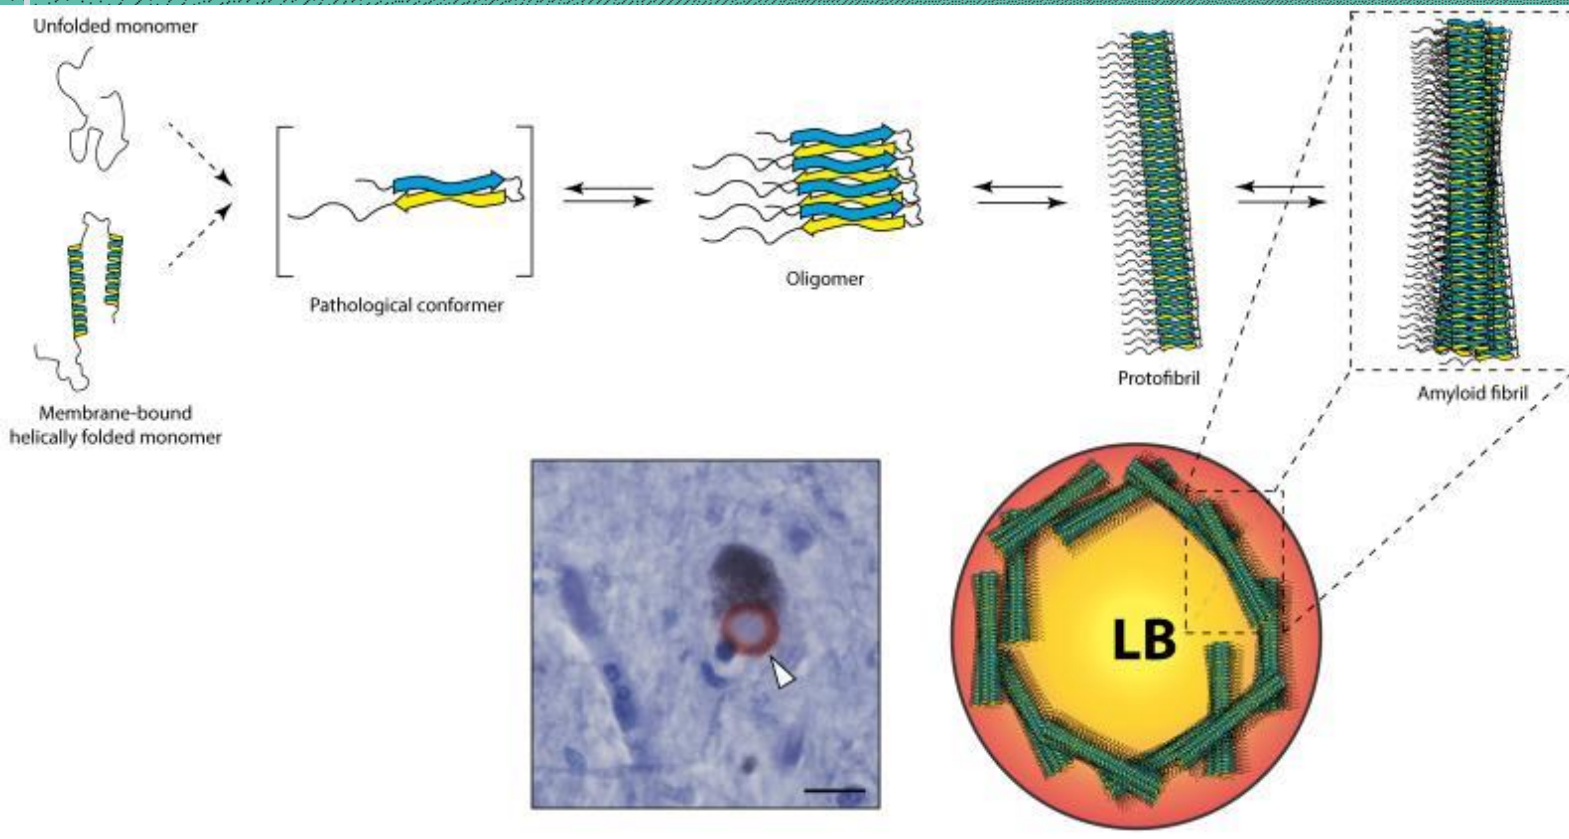 Unfolded monomer
Membrane-bound
helically folded monomer
Pathological conformer
Oligomer
Protofibril
Amyloid fibril
LB